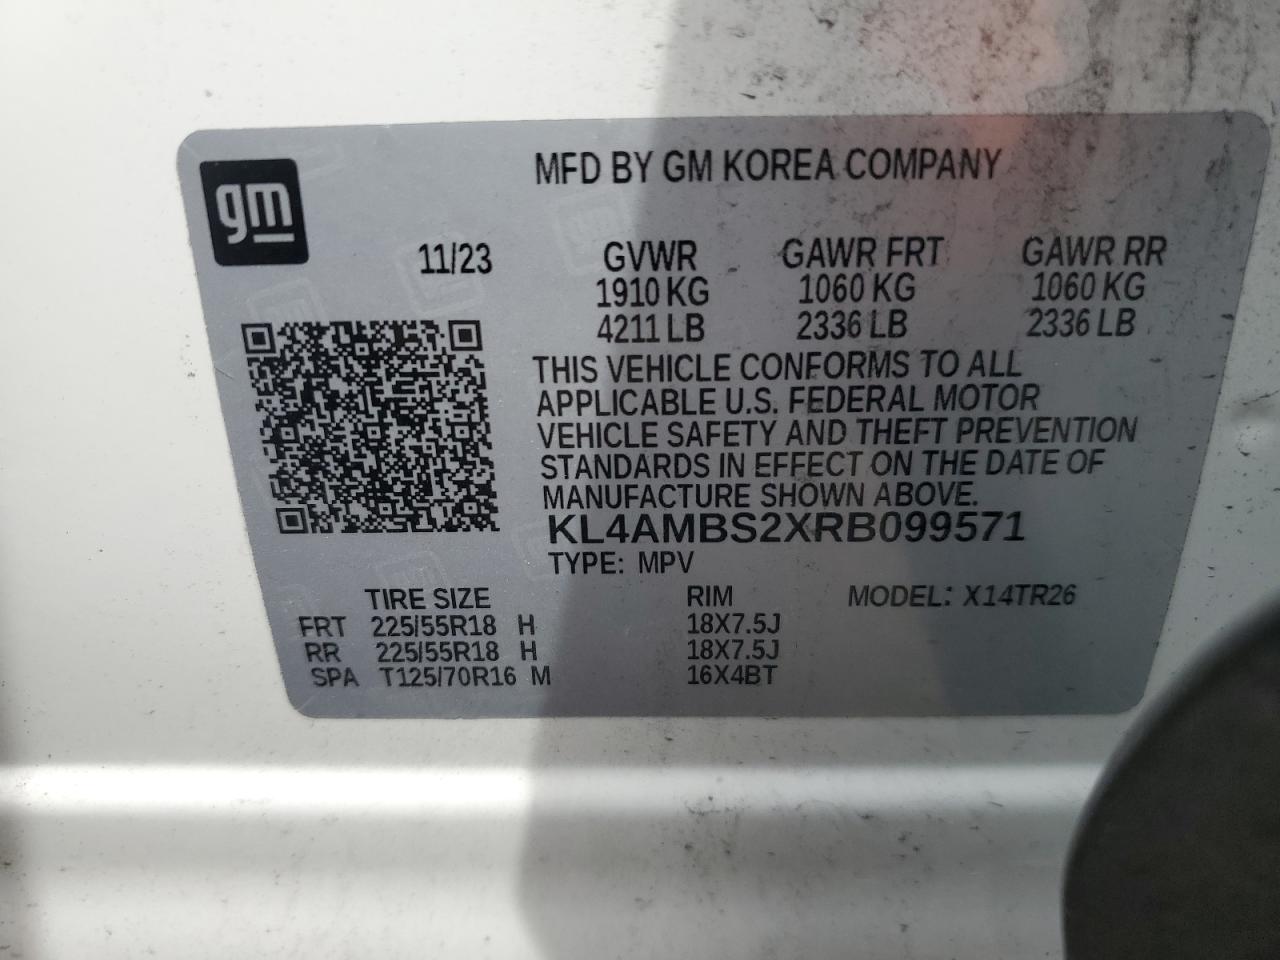 gm
MFD BY GM KOREA COMPANY
11/23 GVWR GAWR FRT GAWR RR
1910 KG 1060 KG 1060 KG
4211 LB 2336 LB 2336 LB
THIS VEHICLE CONFORMS TO ALL
APPLICABLE U.S. FEDERAL MOTOR
VEHICLE SAFETY AND THEFT PREVENTION
STANDARDS IN EFFECT ON THE DATE OF
MANUFACTURE SHOWN ABOVE.
KL4AMBS2XRB099571
TYPE: MPV
TIRE SIZE RIM MODEL: X14TR26
FRT 225/55R18 H 18X7.5J
RR 225/55R18 H 18X7.5J
SPA T125/70R16 M 16X4BT